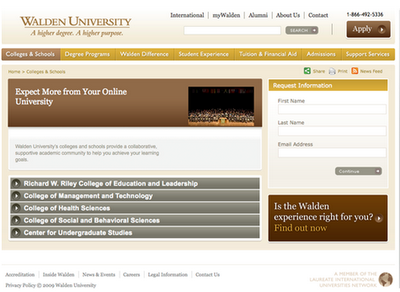 WALDEN UNIVERSITY
A higher degree. A higher purpose.
International | myWalden | Alumni | About Us | Contact
1-866-492-5336
SEARCH
Apply
Colleges & Schools
Degree Programs
Walden Difference
Student Experience
Tuition & Financial Aid
Admissions
Support Services
Home > Colleges & Schools
Share
Print
News Feed
Expect More from Your Online
University
Walden University's colleges and schools provide a collaborative,
supportive academic community to help you achieve your learning
goals.
Richard W. Riley College of Education and Leadership
College of Management and Technology
College of Health Sciences
College of Social and Behavioral Sciences
Center for Undergraduate Studies
Request Information
First Name
Last Name
Email Address
Continue
Is the Walden
experience right for you?
Find out now
Accreditation | Inside Walden | News & Events | Careers | Legal Information | Contact Us
Privacy Policy © 2009 Walden University
A MEMBER OF THE
LAUREATE INTERNATIONAL
UNIVERSITIES NETWORK